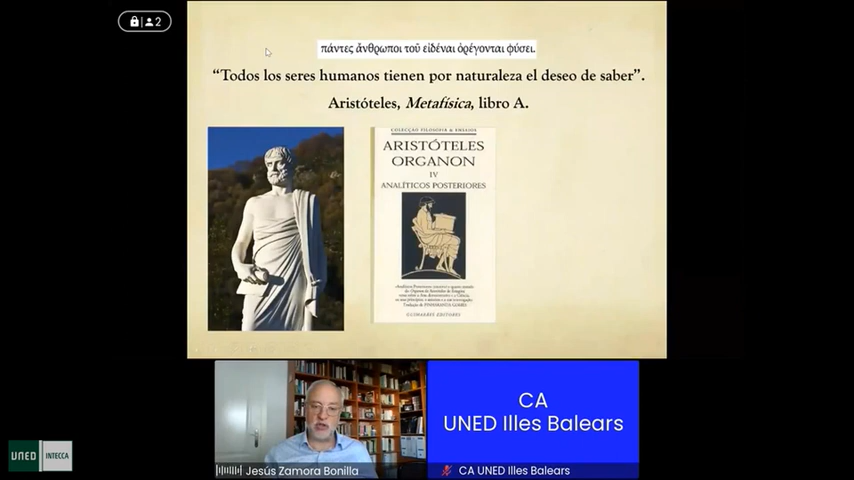 2
πάντες ἄνθρωποι τοῦ εἰδέναι ὀρέγονται φύσει.
“Todos los seres humanos tienen por naturaleza el deseo de saber”.
Aristóteles, Metafísica, libro A.
COLECÇÃO FILOSOFIA & ENSAIOS
ARISTÓTELES
ORGANON
IV
ANALÍTICOS POSTERIORES
GUIMARÃES EDITORES
CA
UNED Illes Balears
Jesús Zamora Bonilla
CA UNED Illes Balears
UNED INTECCA